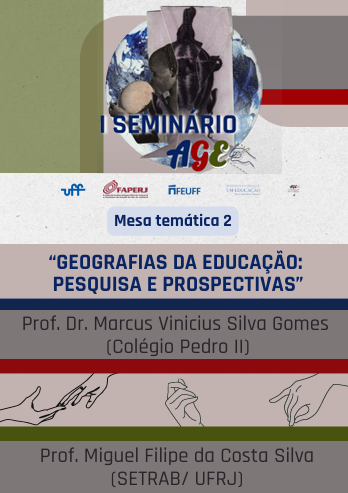 I SEMINÁRIO
AGE
uff
FAPERJ
FEUFF
Mesa temática 2
“GEOGRAFIAS DA EDUCAÇÃO:
PESQUISA E PROSPECTIVAS”
Prof. Dr. Marcus Vinicius Silva Gomes
(Colégio Pedro II)
Prof. Miguel Filipe da Costa Silva
(SETRAB/ UFRJ)